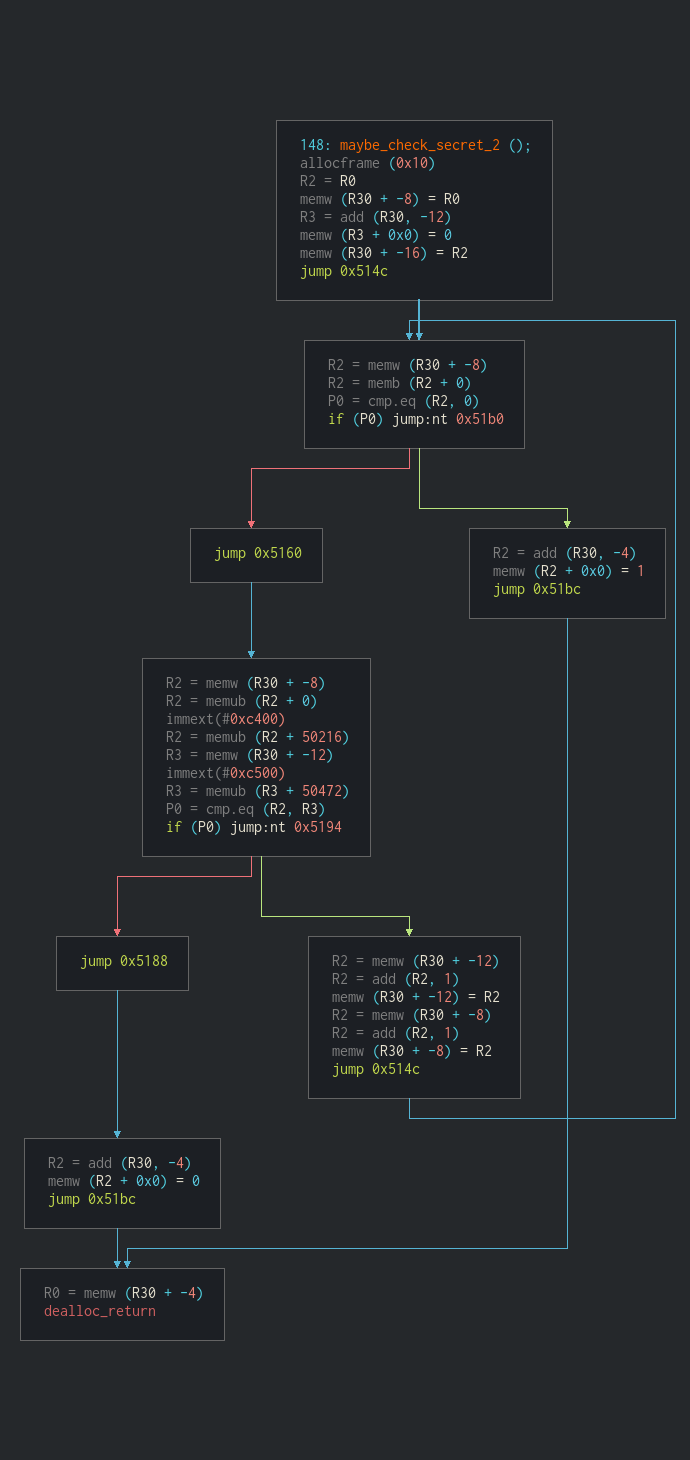 148: maybe_check_secret_2 ();
allocframe (0x10)
R2 = R0
memw (R30 + -8) = R0
R3 = add (R30, -12)
memw (R3 + 0x0) = 0
memw (R30 + -16) = R2
jump 0x514c
R2 = memw (R30 + -8)
R2 = memb (R2 + 0)
P0 = cmp.eq (R2, 0)
if (P0) jump:nt 0x51b0
jump 0x5160
R2 = add (R30, -4)
memw (R2 + 0x0) = 1
jump 0x51bc
R2 = memw (R30 + -8)
R2 = memub (R2 + 0)
immext(#0xc400)
R2 = memub (R2 + 50216)
R3 = memw (R30 + -12)
immext(#0xc500)
R3 = memub (R3 + 50472)
P0 = cmp.eq (R2, R3)
if (P0) jump:nt 0x5194
jump 0x5188
R2 = memw (R30 + -12)
R2 = add (R2, 1)
memw (R30 + -12) = R2
R2 = memw (R30 + -8)
R2 = add (R2, 1)
memw (R30 + -8) = R2
jump 0x514c
R2 = add (R30, -4)
memw (R2 + 0x0) = 0
jump 0x51bc
R0 = memw (R30 + -4)
dealloc_return